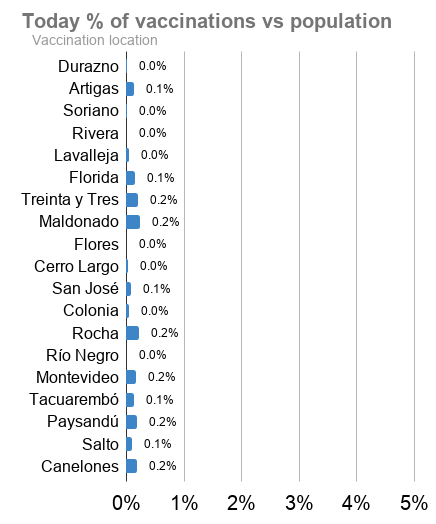 Today % of vaccinations vs population
Vaccination location
Durazno 0.0%
Artigas 0.1%
Soriano 0.0%
Rivera 0.0%
Lavalleja 0.0%
Florida 0.1%
Treinta y Tres 0.2%
Maldonado 0.2%
Flores 0.0%
Cerro Largo 0.0%
San José 0.1%
Colonia 0.0%
Rocha 0.2%
Río Negro 0.0%
Montevideo 0.2%
Tacuarembó 0.1%
Paysandú 0.2%
Salto 0.1%
Canelones 0.2%
0% 1% 2% 3% 4% 5%